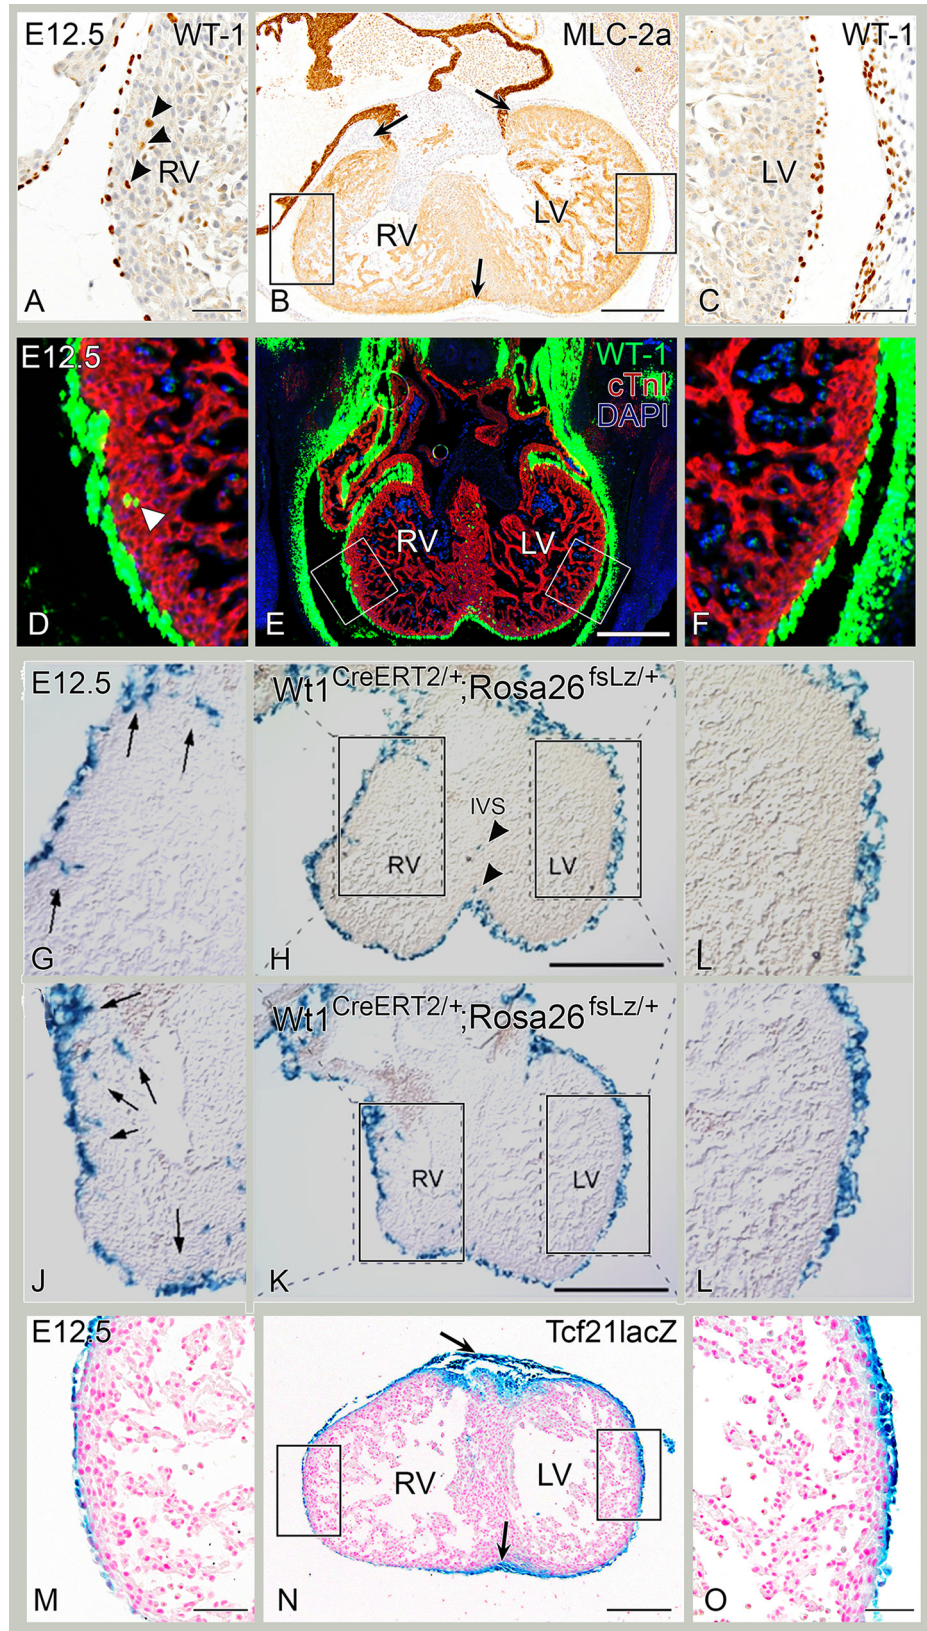 E12.5 WT-1
RV
A
MLC-2a
RV LV
B
WT-1
LV
C
E12.5
D
WT-1
cTnI
DAPI
RV LV
E
F
E12.5
G
Wt1CreERT2/+;Rosa26fsLz/+
IVS
RV LV
H
L
J
Wt1CreERT2/+;Rosa26fsLz/+
RV LV
K
L
E12.5
M
Tcf21lacZ
RV LV
N
O